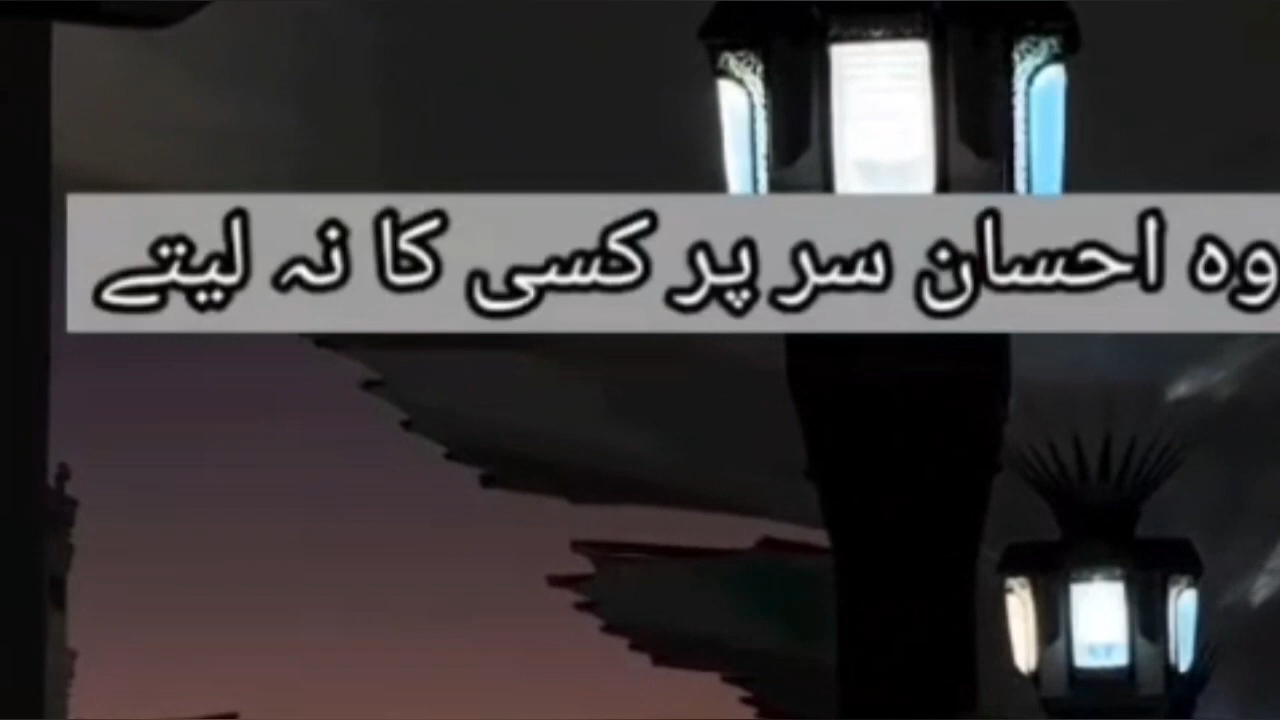 وہ احسان سر پر کسی کا نہ لیتے